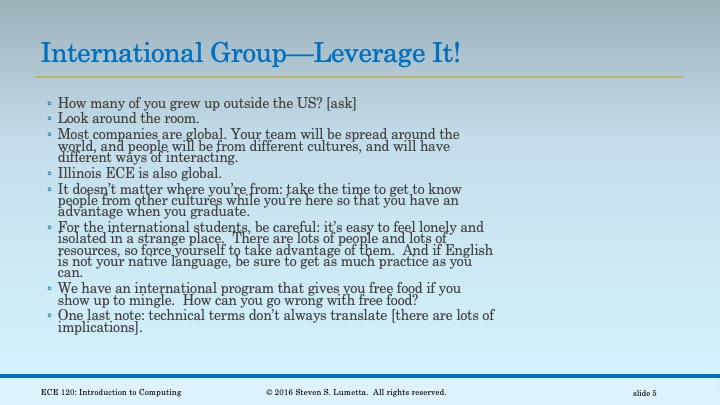 International Group—Leverage It!
◦ How many of you grew up outside the US? [ask]
◦ Look around the room.
◦ Most companies are global. Your team will be spread around the
world, and people will be from different cultures, and will have
different ways of interacting.
◦ Illinois ECE is also global.
◦ It doesn’t matter where you’re from: take the time to get to know
people from other cultures while you’re here so that you have an
advantage when you graduate.
◦ For the international students, be careful: it’s easy to feel lonely and
isolated in a strange place.  There are lots of people and lots of
resources, so force yourself to take advantage of them.  And if English
is not your native language, be sure to get as much practice as you
can.
◦ We have an international program that gives you free food if you
show up to mingle.  How can you go wrong with free food?
◦ One last note: technical terms don’t always translate [there are lots of
implications].
ECE 120: Introduction to Computing
© 2016 Steven S. Lumetta.  All rights reserved.
slide 5